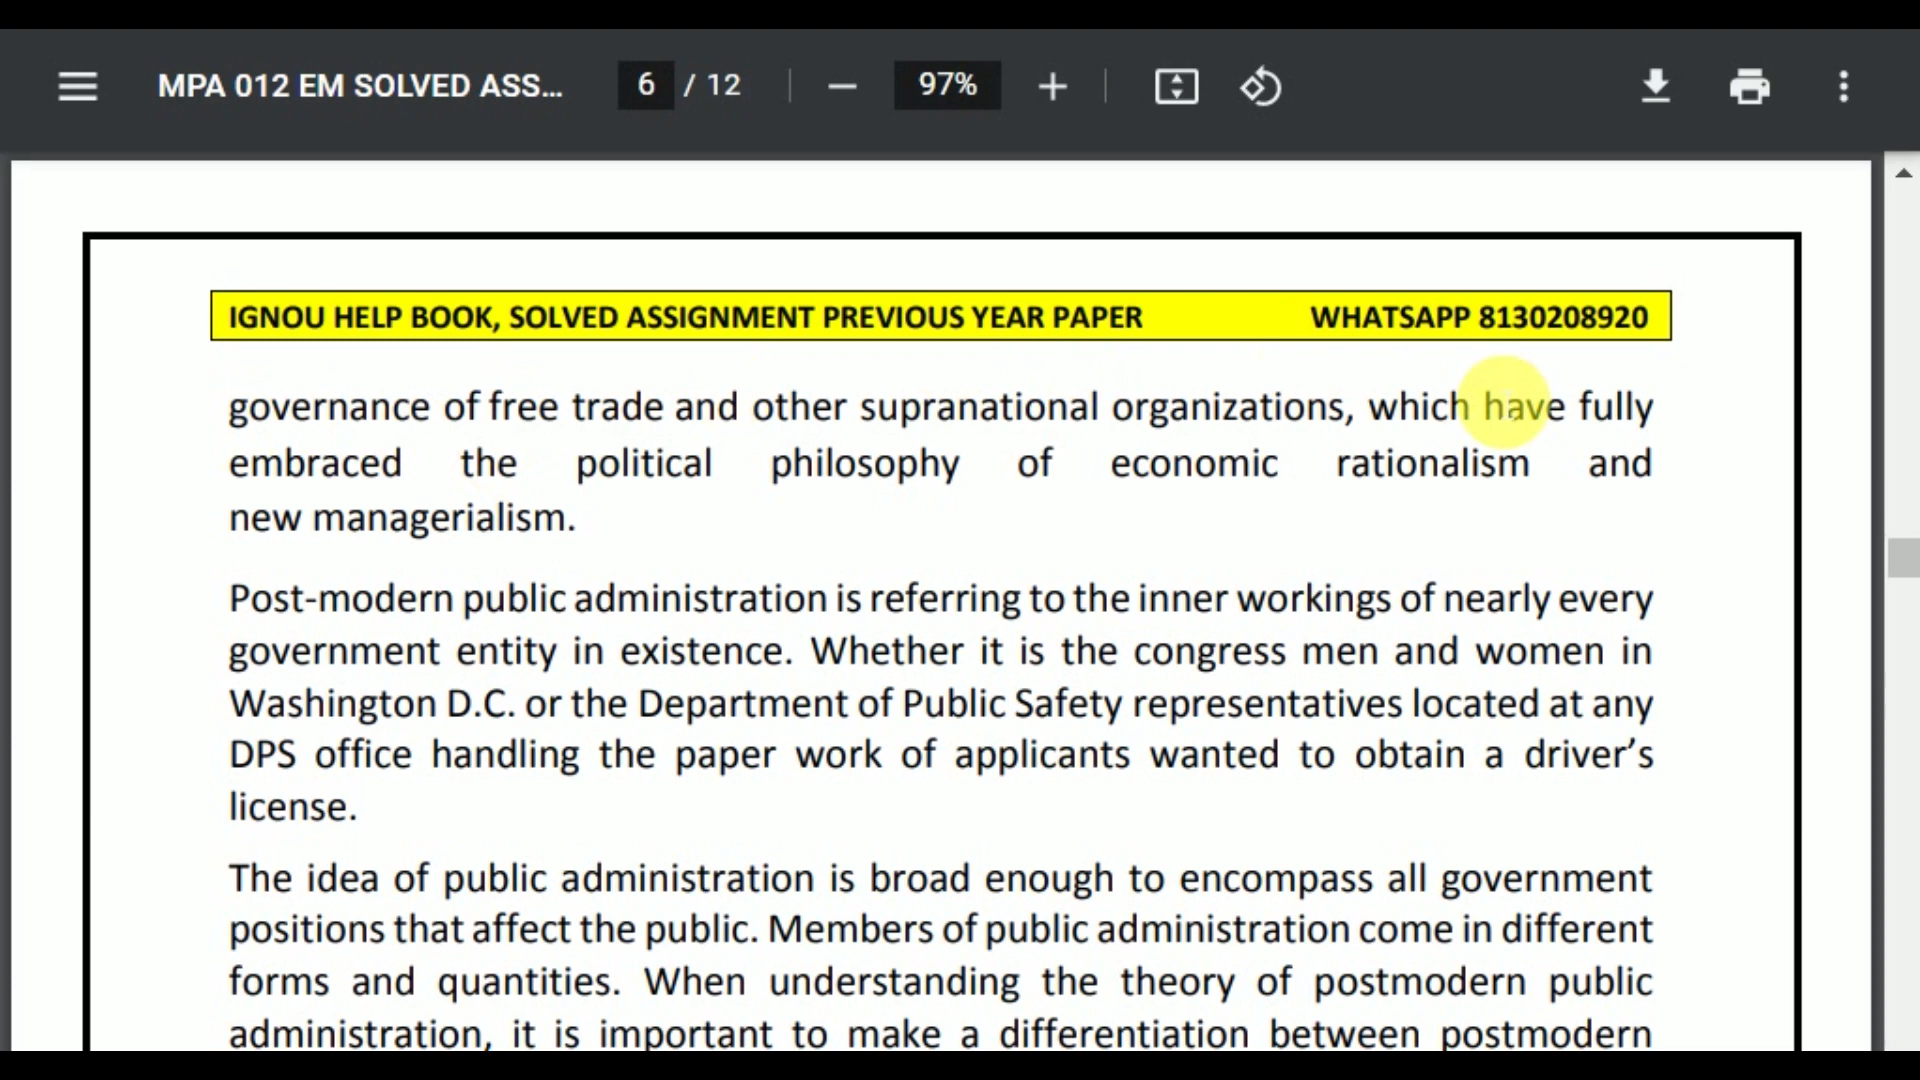 MPA 012 EM SOLVED ASS... 6 / 12 97%
IGNOU HELP BOOK, SOLVED ASSIGNMENT PREVIOUS YEAR PAPER WHATSAPP 8130208920
governance of free trade and other supranational organizations, which have fully
embraced the political philosophy of economic rationalism and
new managerialism.
Post-modern public administration is referring to the inner workings of nearly every
government entity in existence. Whether it is the congress men and women in
Washington D.C. or the Department of Public Safety representatives located at any
DPS office handling the paper work of applicants wanted to obtain a driver’s
license.
The idea of public administration is broad enough to encompass all government
positions that affect the public. Members of public administration come in different
forms and quantities. When understanding the theory of postmodern public
administration, it is important to make a differentiation between postmodern